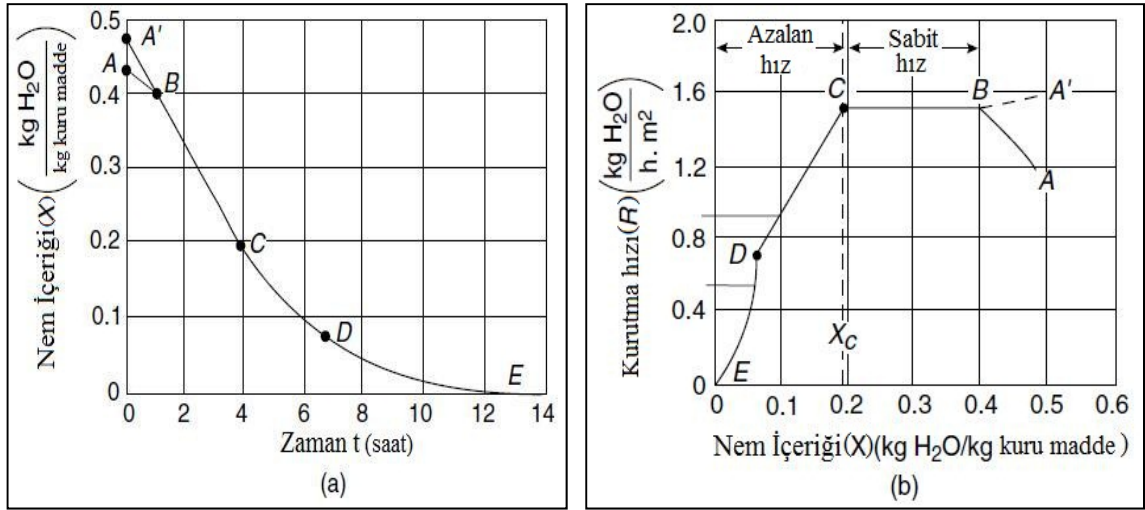 0.5
0.4
0.3
0.2
0.1
0
A'
A
B
C
D
E
0 2 4 6 8 10 12 14
Nem İçeriği(X) (kg H₂O / kg kuru madde)
Zaman t (saat)
(a)
2.0
1.6
1.2
0.8
0.4
0
Azalan hız
Sabit hız
C
B
A'
A
D
E
X_C
0 0.1 0.2 0.3 0.4 0.5 0.6
Kurutma hızı(R) (kg H₂O / h. m²)
Nem İçeriği(X)(kg H₂O/kg kuru madde )
(b)